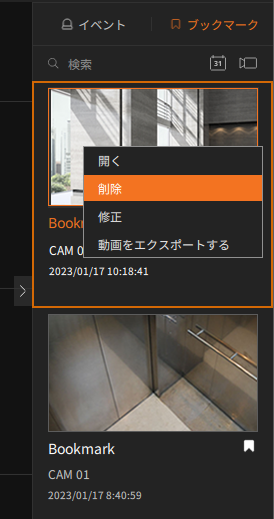 イベント
ブックマーク
検索
31
開く
削除
修正
動画をエクスポートする
Bookm
CAM 0
2023/01/17 10:18:41
Bookmark
CAM 01
2023/01/17 8:40:59